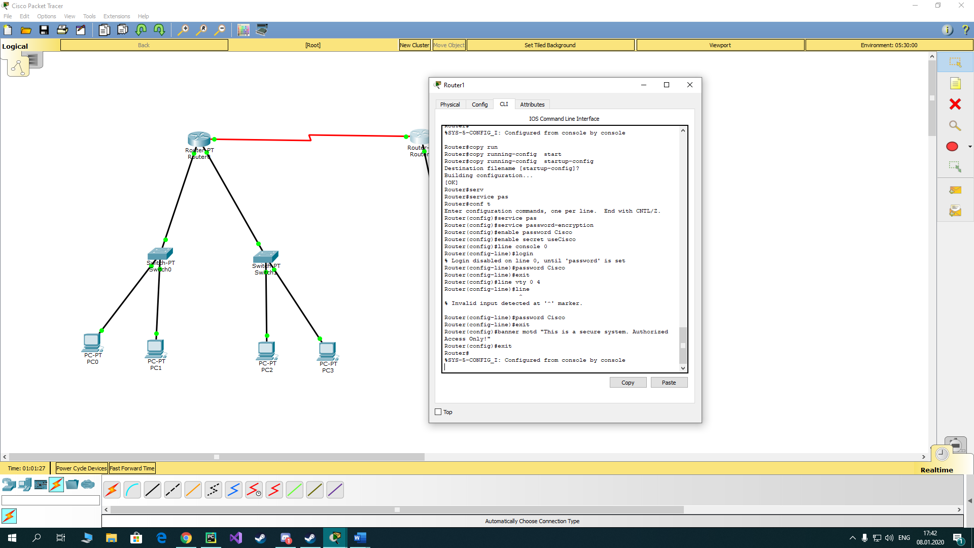 Cisco Packet Tracer
File Edit Options View Tools Extensions Help
Logical
Back
[Root]
New Cluster
Move Object
Set Tiled Background
Viewport
Environment: 05:30:00
Router-PT
Switch-PT
Switch0
Switch-PT
PC-PT
PC0
PC-PT
PC1
PC-PT
PC2
PC-PT
PC3
Router1
Physical Config CLI Attributes
IOS Command Line Interface
%SYS-5-CONFIG_I: Configured from console by console
Router#copy run
Router#copy running-config start
Router#copy running-config startup-config
Destination filename [startup-config]?
Building configuration...
[OK]
Router#serv
Router#service pas
Router#conf t
Enter configuration commands, one per line. End with CNTL/Z.
Router(config)#service pas
Router(config)#service password-encryption
Router(config)#enable password Cisco
Router(config)#enable secret useCisco
Router(config)#line console 0
Router(config-line)#login
% Login disabled on line 0, until 'password' is set
Router(config-line)#password Cisco
Router(config-line)#exit
Router(config)#line vty 0 4
Router(config-line)#line
^
% Invalid input detected at '^' marker.
Router(config-line)#password Cisco
Router(config-line)#exit
Router(config)#banner motd "This is a secure system. Authorized
Access Only!"
Router(config)#exit
Router#
%SYS-5-CONFIG_I: Configured from console by console
Copy
Paste
Top
Time: 01:01:27
Power Cycle Devices
Fast Forward Time
Realtime
Automatically Choose Connection Type
ENG
17:42
08.01.2020